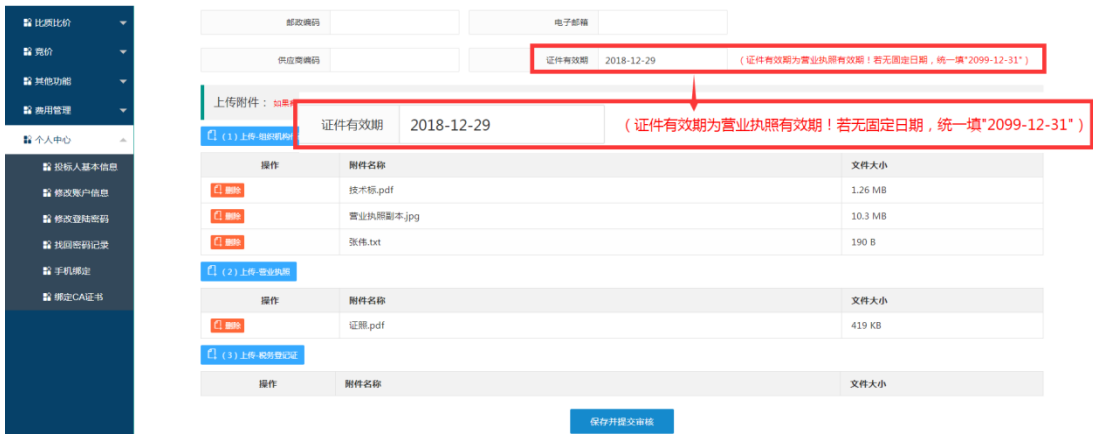 比质比价
竞价
其他功能
费用管理
个人中心
投标人基本信息
修改账户信息
修改登陆密码
找回密码记录
手机绑定
绑定CA证书
邮政编码 电子邮箱
供应商编码 证件有效期 2018-12-29 （证件有效期为营业执照有效期！若无固定日期，统一填"2099-12-31"）
上传附件： 如果
证件有效期 2018-12-29 （证件有效期为营业执照有效期！若无固定日期，统一填"2099-12-31"）
（1）上传-组织机构
操作 附件名称 文件大小
删除 技术标.pdf 1.26 MB
删除 营业执照副本.jpg 10.3 MB
删除 张伟.txt 190 B
（2）上传-营业执照
操作 附件名称 文件大小
删除 证照.pdf 419 KB
（3）上传-税务登记证
操作 附件名称 文件大小
保存并提交审核